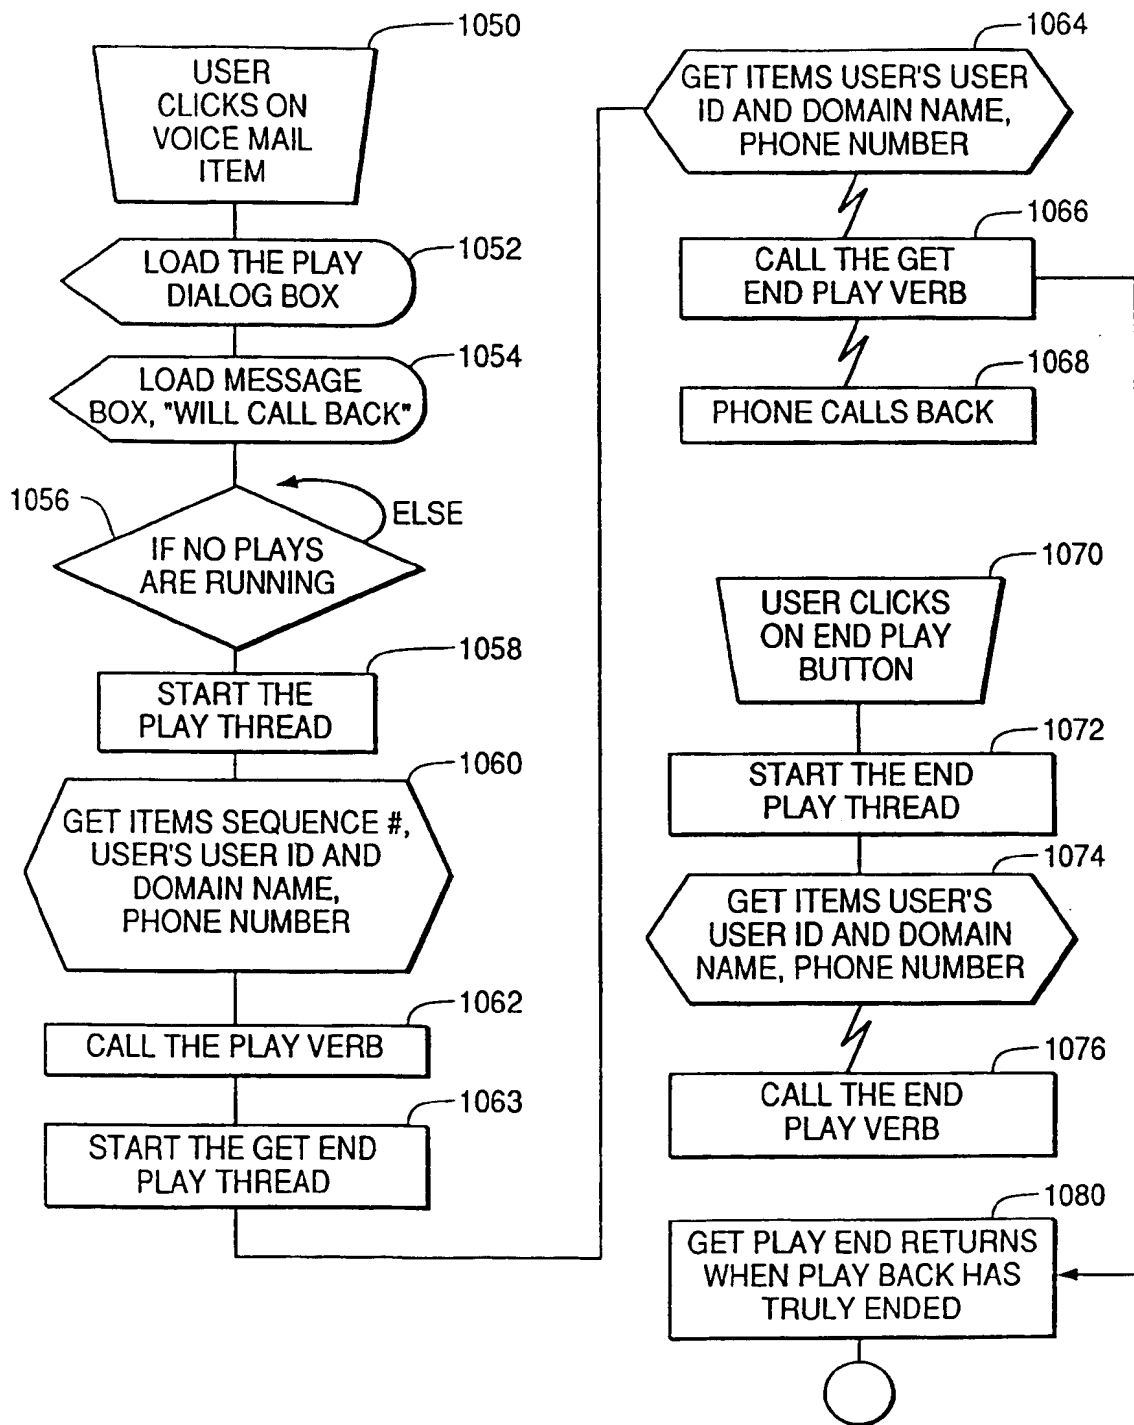 1050
USER
CLICKS ON
VOICE MAIL
ITEM
1052
LOAD THE PLAY
DIALOG BOX
1054
LOAD MESSAGE
BOX, "WILL CALL BACK"
1056
ELSE
IF NO PLAYS
ARE RUNNING
1058
START THE
PLAY THREAD
1060
GET ITEMS SEQUENCE #,
USER'S USER ID AND
DOMAIN NAME,
PHONE NUMBER
1062
CALL THE PLAY VERB
1063
START THE GET END
PLAY THREAD
1064
GET ITEMS USER'S USER
ID AND DOMAIN NAME,
PHONE NUMBER
1066
CALL THE GET
END PLAY VERB
1068
PHONE CALLS BACK
1070
USER CLICKS
ON END PLAY
BUTTON
1072
START THE END
PLAY THREAD
1074
GET ITEMS USER'S
USER ID AND DOMAIN
NAME, PHONE NUMBER
1076
CALL THE END
PLAY VERB
1080
GET PLAY END RETURNS
WHEN PLAY BACK HAS
TRULY ENDED